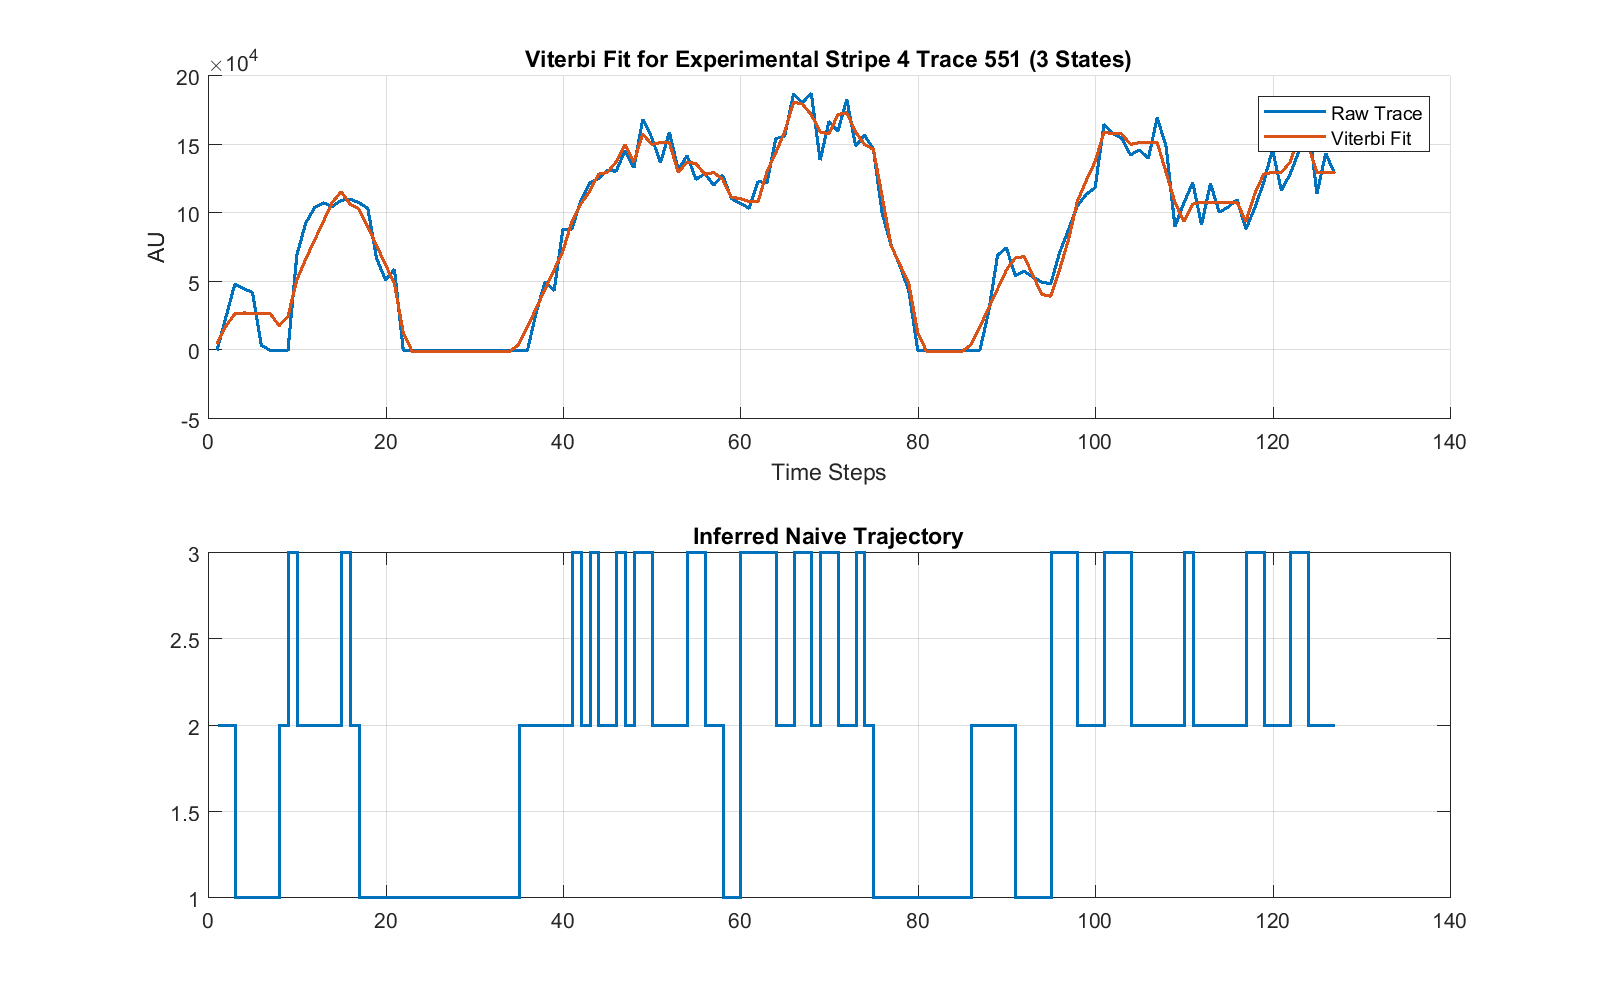 Viterbi Fit for Experimental Stripe 4 Trace 551 (3 States)
×10^4
20
15
10
5
0
-5
AU
Raw Trace
Viterbi Fit
0 20 40 60 80 100 120 140
Time Steps
Inferred Naive Trajectory
3
2.5
2
1.5
1
0 20 40 60 80 100 120 140